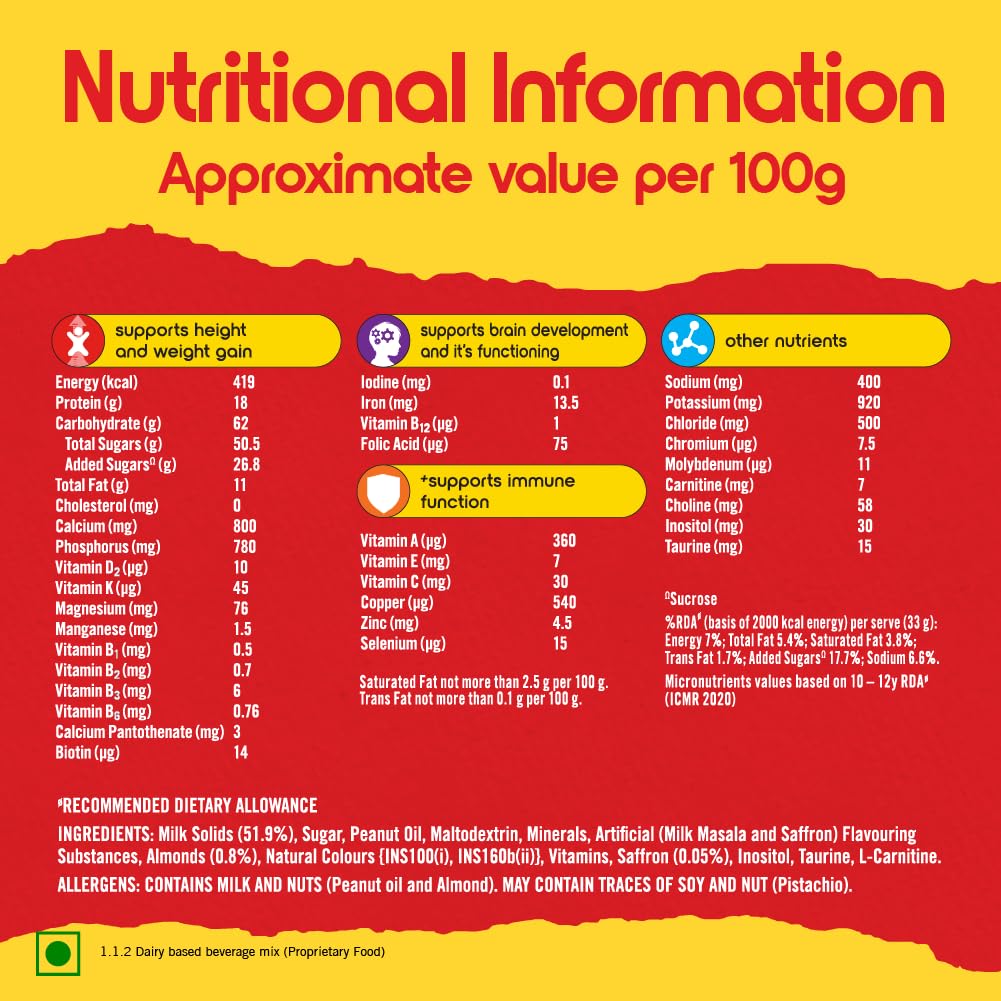 Nutritional Information
Approximate value per 100g
supports height
and weight gain
Energy (kcal) 419
Protein (g) 18
Carbohydrate (g) 62
Total Sugars (g) 50.5
Added Sugarsᘯ (g) 26.8
Total Fat (g) 11
Cholesterol (mg) 0
Calcium (mg) 800
Phosphorus (mg) 780
Vitamin D₂ (µg) 10
Vitamin K (µg) 45
Magnesium (mg) 76
Manganese (mg) 1.5
Vitamin B₁ (mg) 0.5
Vitamin B₂ (mg) 0.7
Vitamin B₃ (mg) 6
Vitamin B₆ (mg) 0.76
Calcium Pantothenate (mg) 3
Biotin (µg) 14
supports brain development
and it's functioning
Iodine (mg) 0.1
Iron (mg) 13.5
Vitamin B₁₂ (µg) 1
Folic Acid (µg) 75
+supports immune
function
Vitamin A (µg) 360
Vitamin E (mg) 7
Vitamin C (mg) 30
Copper (µg) 540
Zinc (mg) 4.5
Selenium (µg) 15
Saturated Fat not more than 2.5 g per 100 g.
Trans Fat not more than 0.1 g per 100 g.
other nutrients
Sodium (mg) 400
Potassium (mg) 920
Chloride (mg) 500
Chromium (µg) 7.5
Molybdenum (µg) 11
Carnitine (mg) 7
Choline (mg) 58
Inositol (mg) 30
Taurine (mg) 15
ΩSucrose
%RDA# (basis of 2000 kcal energy) per serve (33 g):
Energy 7%; Total Fat 5.4%; Saturated Fat 3.8%;
Trans Fat 1.7%; Added SugarsΩ 17.7%; Sodium 6.6%.
Micronutrients values based on 10 – 12y RDA#
(ICMR 2020)
#RECOMMENDED DIETARY ALLOWANCE
INGREDIENTS: Milk Solids (51.9%), Sugar, Peanut Oil, Maltodextrin, Minerals, Artificial (Milk Masala and Saffron) Flavouring
Substances, Almonds (0.8%), Natural Colours {INS100(i), INS160b(ii)}, Vitamins, Saffron (0.05%), Inositol, Taurine, L-Carnitine.
ALLERGENS: CONTAINS MILK AND NUTS (Peanut oil and Almond). MAY CONTAIN TRACES OF SOY AND NUT (Pistachio).
1.1.2 Dairy based beverage mix (Proprietary Food)